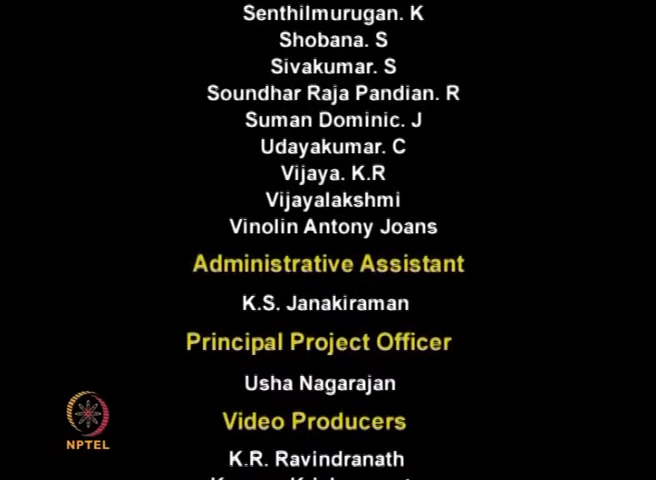 Senthilmurugan. K
Shobana. S
Sivakumar. S
Soundhar Raja Pandian. R
Suman Dominic. J
Udayakumar. C
Vijaya. K.R
Vijayalakshmi
Vinolin Antony Joans
Administrative Assistant
K.S. Janakiraman
Principal Project Officer
Usha Nagarajan
Video Producers
K.R. Ravindranath
NPTEL